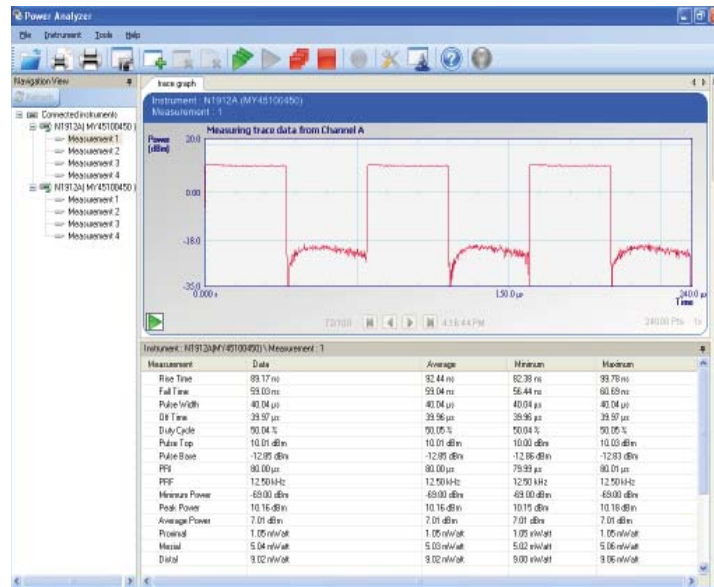 Power Analyzer
File Instrument Tools Help
Navigation View
Refresh
trace graph
Connected instruments
N1912A( MY45100450 )
Measurement 1
Measurement 2
Measurement 3
Measurement 4
N1912A( MY45100450 )
Measurement 1
Measurement 2
Measurement 3
Measurement 4
Instrument : N1912A (MY45100450)
Measurement : 1
Measuring trace data from Channel A
Power [dBm]
20.0
0.00
-18.0
-35.0
0.000 s
150.0 µs
240.0 µs
Time
4:16:44 PM
240.00 Pts 1x
Instrument : N1912A(MY45100450) \ Measurement : 1
Measurement Data Average Minimum Maximum
Rise Time 89.17 ns 92.44 ns 82.38 ns 99.78 ns
Fall Time 59.03 ns 59.04 ns 56.44 ns 60.69 ns
Pulse Width 40.04 µs 40.04 µs 40.04 µs 40.04 µs
Off Time 39.97 µs 39.96 µs 39.96 µs 39.97 µs
Duty Cycle 50.04 % 50.05 % 50.04 % 50.05 %
Pulse Top 10.01 dBm 10.01 dBm 10.00 dBm 10.03 dBm
Pulse Base -12.85 dBm -12.85 dBm -12.86 dBm -12.83 dBm
PRI 80.00 µs 80.00 µs 79.99 µs 80.01 µs
PRF 12.50 kHz 12.50 kHz 12.50 kHz 12.50 kHz
Minimum Power -69.00 dBm -69.00 dBm -69.00 dBm -69.00 dBm
Peak Power 10.16 dBm 10.16 dBm 10.15 dBm 10.18 dBm
Average Power 7.01 dBm 7.01 dBm 7.01 dBm 7.01 dBm
Proximal 1.05 mWatt 1.05 mWatt 1.05 mWatt 1.05 mWatt
Mesial 5.04 mWatt 5.03 mWatt 5.02 mWatt 5.06 mWatt
Distal 9.02 mWatt 9.02 mWatt 9.00 mWatt 9.06 mWatt